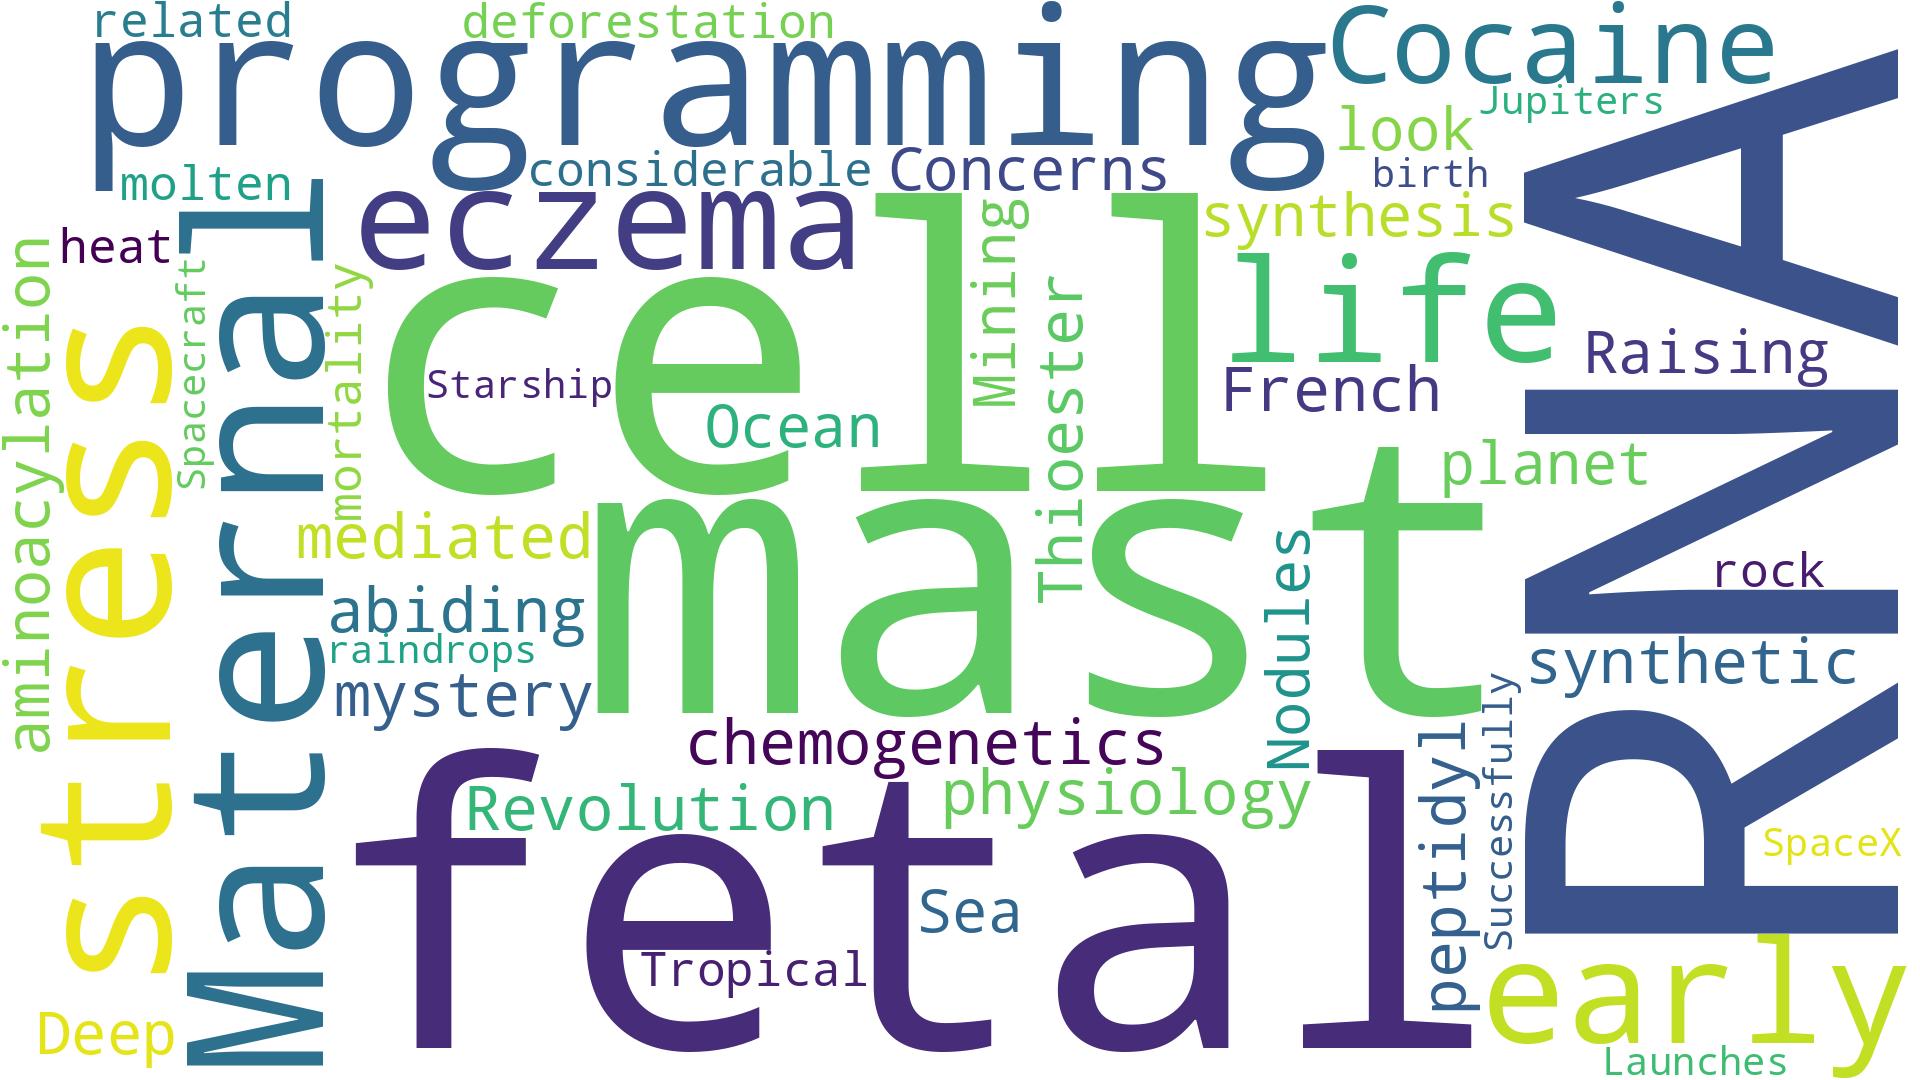 related
deforestation
programming
Cocaine
Jupiters
look
birth
molten
considerable
Concerns
synthesis
heat
eczema
cell
life
RNA
Raising
French
Mining
Thioester
Ocean
Starship
Spacecraft
mortality
aminoacylation
stress
Maternal
planet
mediated
mast
rock
abiding
raindrops
mystery
Nodules
synthetic
chemogenetics
physiology
Revolution
peptidyl
Successfully
SpaceX
fetal
Sea
Tropical
early
Deep
Launches